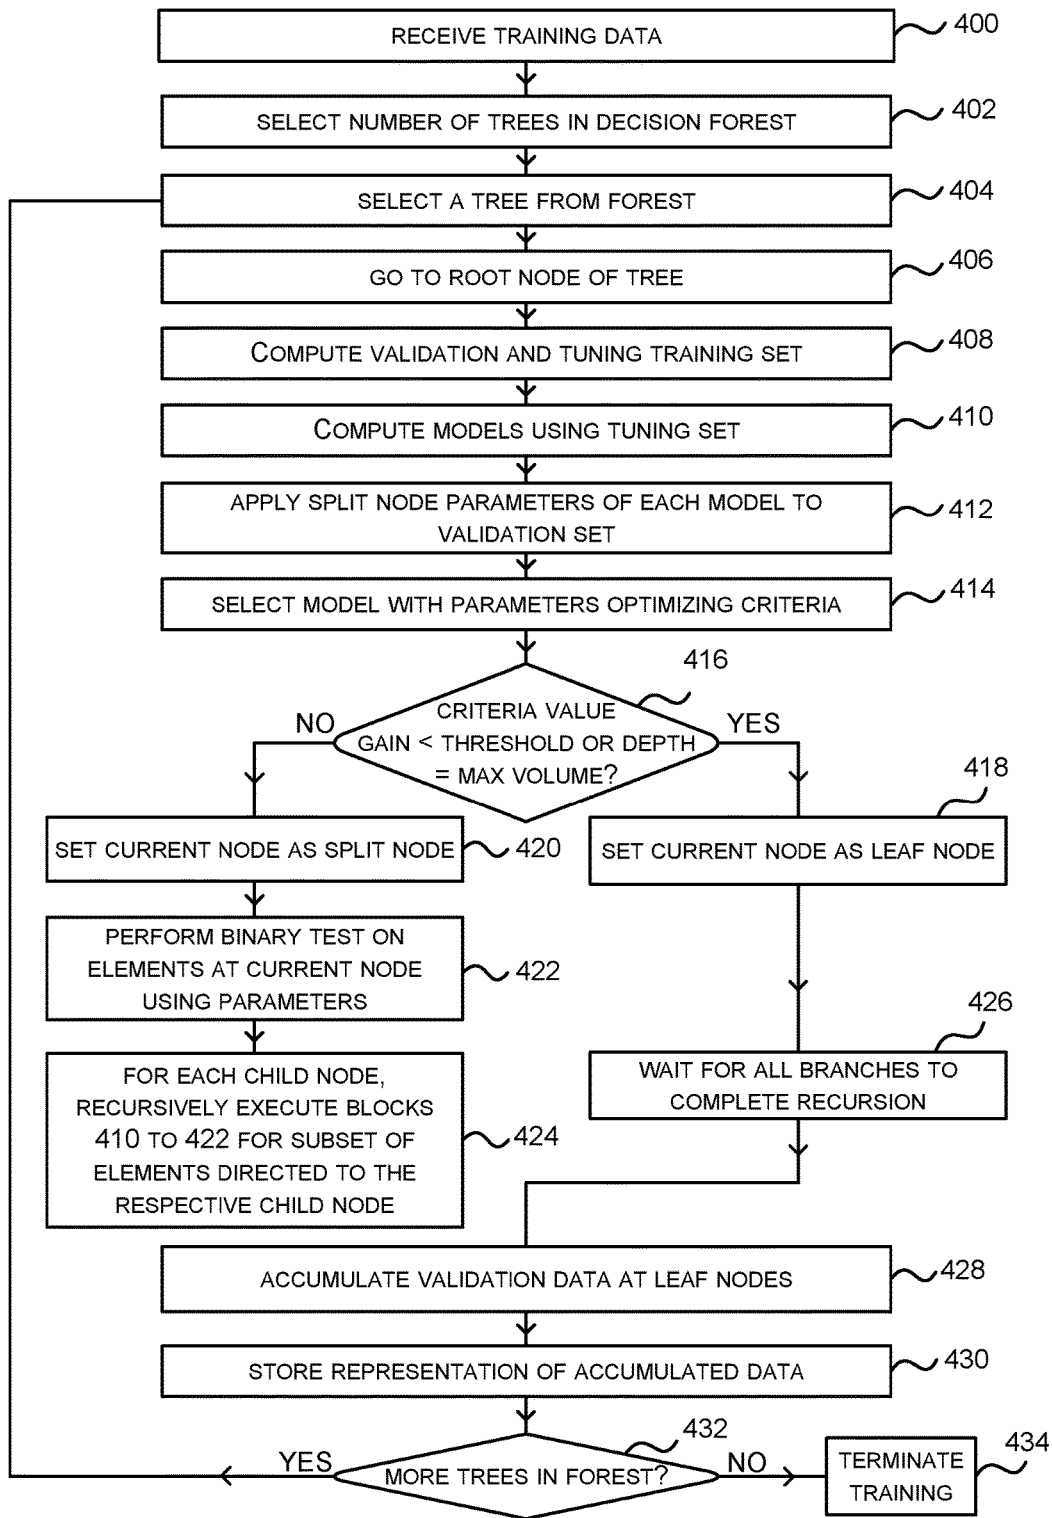 RECEIVE TRAINING DATA
400
SELECT NUMBER OF TREES IN DECISION FOREST
402
SELECT A TREE FROM FOREST
404
GO TO ROOT NODE OF TREE
406
COMPUTE VALIDATION AND TUNING TRAINING SET
408
COMPUTE MODELS USING TUNING SET
410
APPLY SPLIT NODE PARAMETERS OF EACH MODEL TO
VALIDATION SET
412
SELECT MODEL WITH PARAMETERS OPTIMIZING CRITERIA
414
416
CRITERIA VALUE
GAIN < THRESHOLD OR DEPTH
= MAX VOLUME?
NO
YES
SET CURRENT NODE AS SPLIT NODE
420
418
SET CURRENT NODE AS LEAF NODE
PERFORM BINARY TEST ON
ELEMENTS AT CURRENT NODE
USING PARAMETERS
422
FOR EACH CHILD NODE,
RECURSIVELY EXECUTE BLOCKS
410 TO 422 FOR SUBSET OF
ELEMENTS DIRECTED TO THE
RESPECTIVE CHILD NODE
424
426
WAIT FOR ALL BRANCHES TO
COMPLETE RECURSION
ACCUMULATE VALIDATION DATA AT LEAF NODES
428
STORE REPRESENTATION OF ACCUMULATED DATA
430
432
YES
MORE TREES IN FOREST?
NO
TERMINATE
TRAINING
434